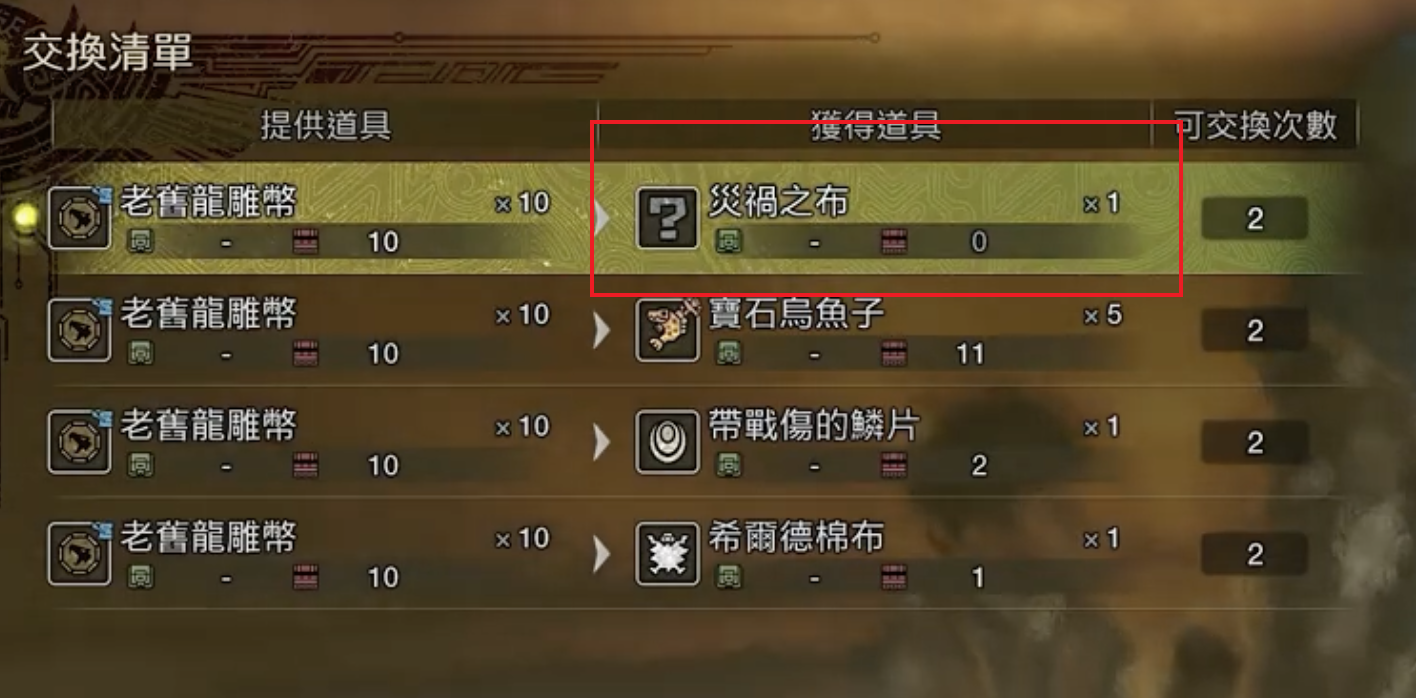 交換清單
提供道具 獲得道具 可交換次數
老舊龍雕幣 ×10 災禍之布 ×1 2
- 10 - 0
老舊龍雕幣 ×10 寶石烏魚子 ×5 2
- 10 - 11
老舊龍雕幣 ×10 帶戰傷的鱗片 ×1 2
- 10 - 2
老舊龍雕幣 ×10 希爾德棉布 ×1 2
- 10 - 1